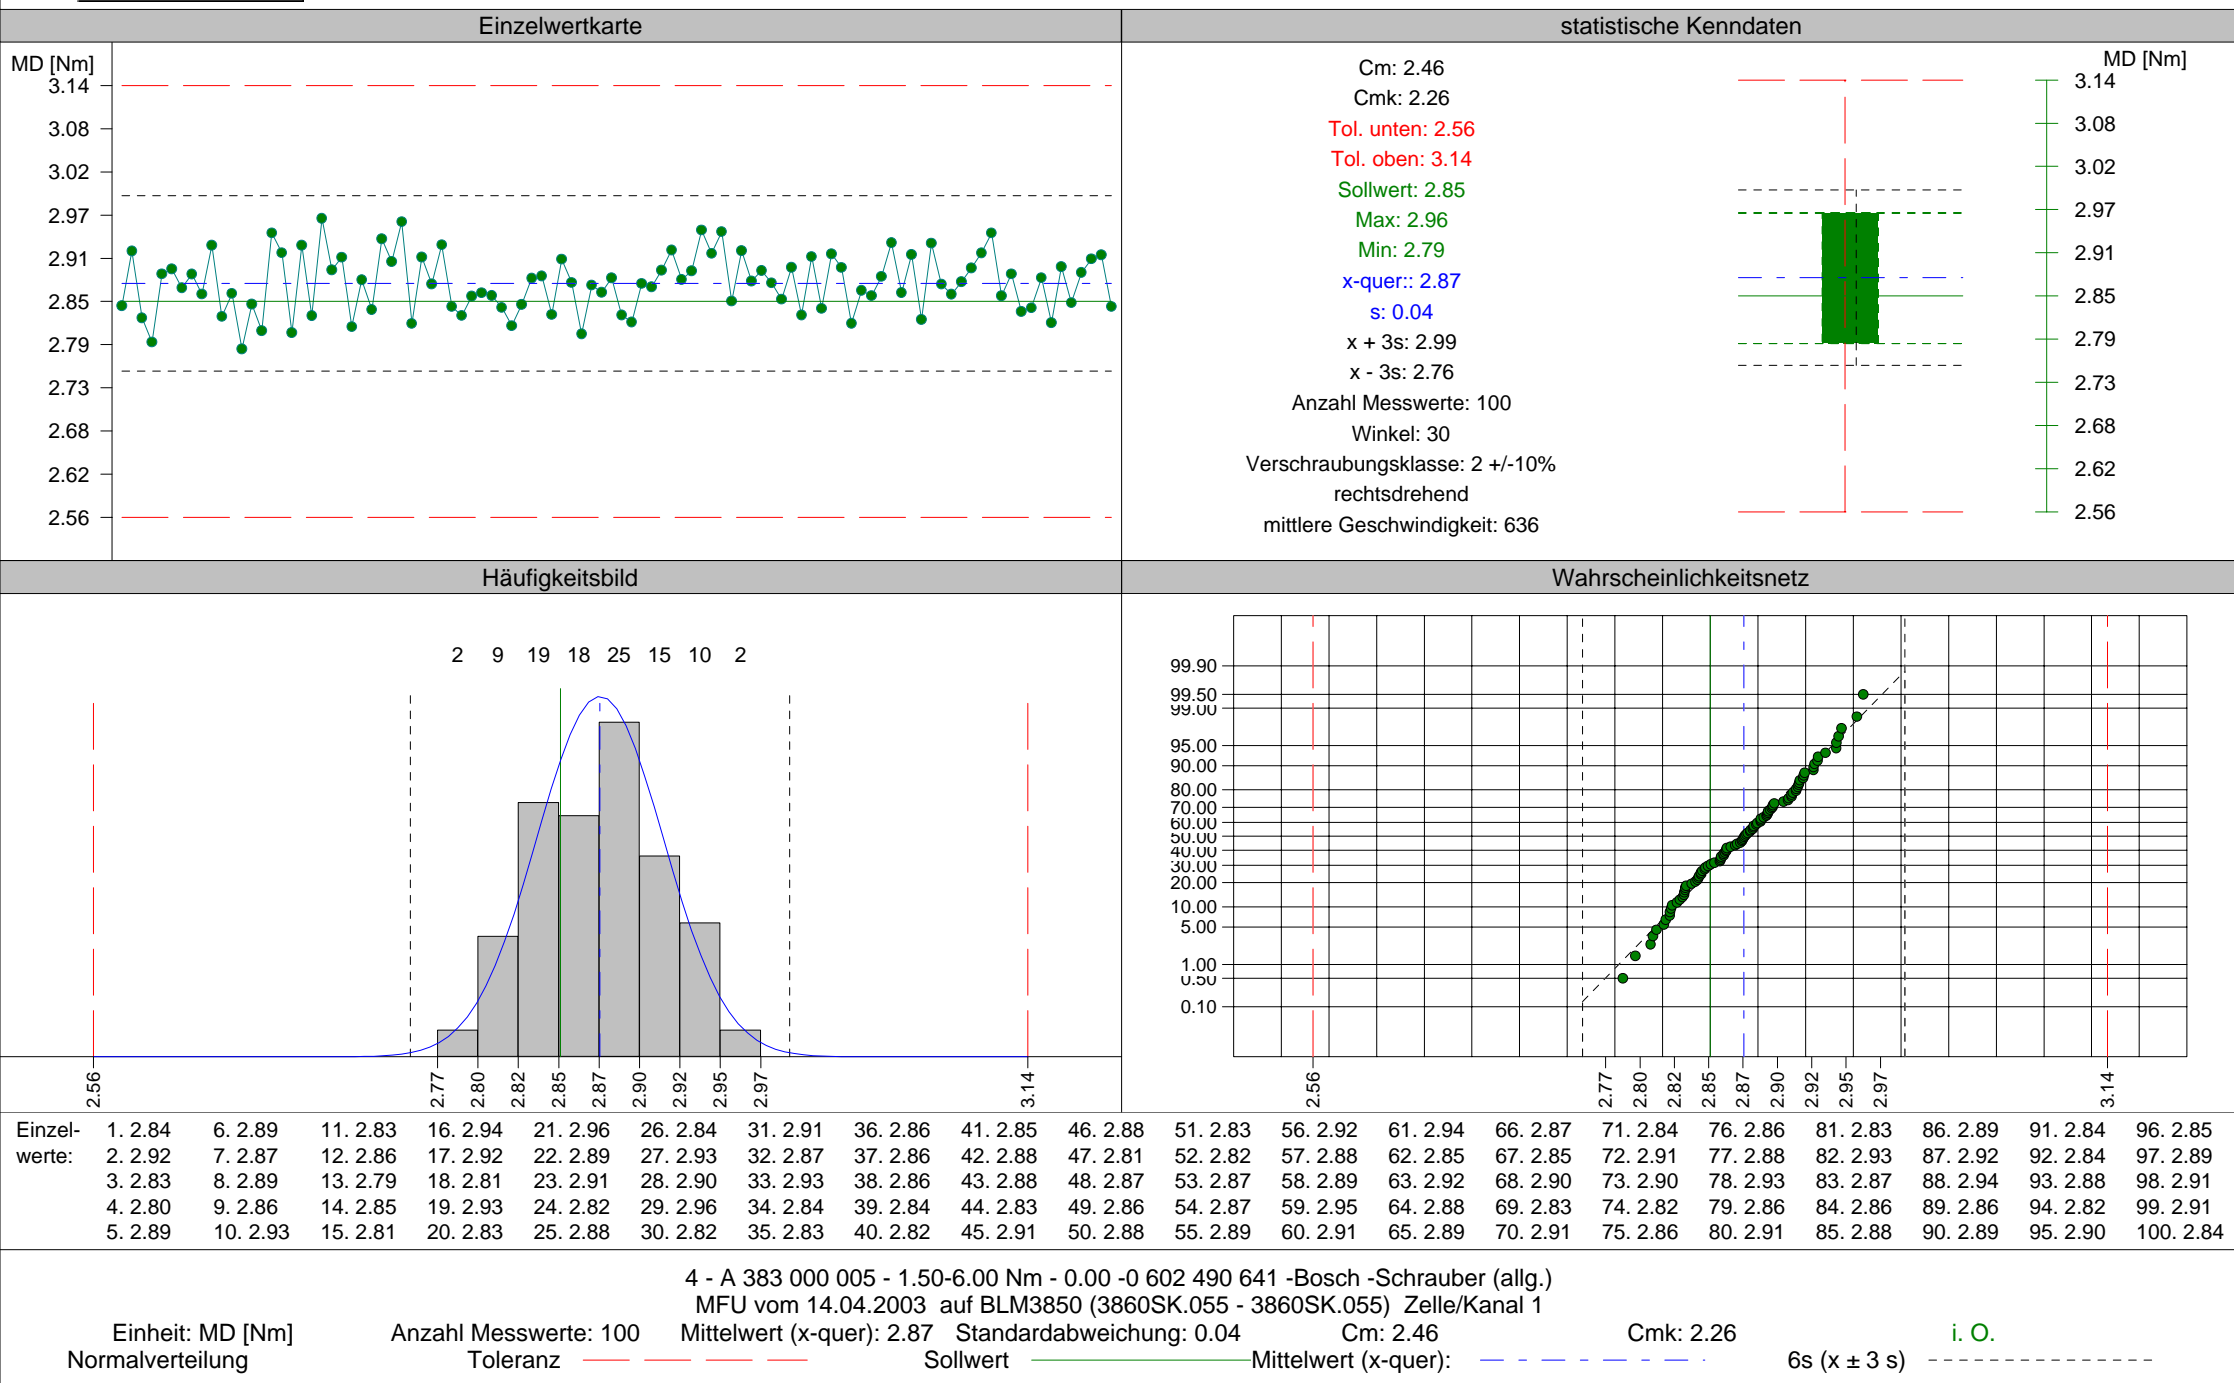 Einzelwertkarte
statistische Kenndaten
MD [Nm]
3.14
3.08
3.02
2.97
2.91
2.85
2.79
2.73
2.68
2.62
2.56
Cm: 2.46
Cmk: 2.26
Tol. unten: 2.56
Tol. oben: 3.14
Sollwert: 2.85
Max: 2.96
Min: 2.79
x-quer:: 2.87
s: 0.04
x + 3s: 2.99
x - 3s: 2.76
Anzahl Messwerte: 100
Winkel: 30
Verschraubungsklasse: 2 +/-10%
rechtsdrehend
mittlere Geschwindigkeit: 636
MD [Nm]
3.14
3.08
3.02
2.97
2.91
2.85
2.79
2.73
2.68
2.62
2.56
Häufigkeitsbild
Wahrscheinlichkeitsnetz
2 9 19 18 25 15 10 2
2.56 2.77 2.80 2.82 2.85 2.87 2.90 2.92 2.95 2.97 3.14
99.90
99.50
99.00
95.00
90.00
80.00
70.00
60.00
50.00
40.00
30.00
20.00
10.00
5.00
1.00
0.50
0.10
2.56 2.77 2.80 2.82 2.85 2.87 2.90 2.92 2.95 2.97 3.14
Einzel- 1. 2.84 6. 2.89 11. 2.83 16. 2.94 21. 2.96 26. 2.84 31. 2.91 36. 2.86 41. 2.85 46. 2.88 51. 2.83 56. 2.92 61. 2.94 66. 2.87 71. 2.84 76. 2.86 81. 2.83 86. 2.89 91. 2.84 96. 2.85
werte: 2. 2.92 7. 2.87 12. 2.86 17. 2.92 22. 2.89 27. 2.93 32. 2.87 37. 2.86 42. 2.88 47. 2.81 52. 2.82 57. 2.88 62. 2.85 67. 2.85 72. 2.91 77. 2.88 82. 2.93 87. 2.92 92. 2.84 97. 2.89
3. 2.83 8. 2.89 13. 2.79 18. 2.81 23. 2.91 28. 2.90 33. 2.93 38. 2.86 43. 2.88 48. 2.87 53. 2.87 58. 2.89 63. 2.92 68. 2.90 73. 2.90 78. 2.93 83. 2.87 88. 2.94 93. 2.88 98. 2.91
4. 2.80 9. 2.86 14. 2.85 19. 2.93 24. 2.82 29. 2.96 34. 2.84 39. 2.84 44. 2.83 49. 2.86 54. 2.87 59. 2.95 64. 2.88 69. 2.83 74. 2.82 79. 2.86 84. 2.86 89. 2.86 94. 2.82 99. 2.91
5. 2.89 10. 2.93 15. 2.81 20. 2.83 25. 2.88 30. 2.82 35. 2.83 40. 2.82 45. 2.91 50. 2.88 55. 2.89 60. 2.91 65. 2.89 70. 2.91 75. 2.86 80. 2.91 85. 2.88 90. 2.89 95. 2.90 100. 2.84
4 - A 383 000 005 - 1.50-6.00 Nm - 0.00 -0 602 490 641 -Bosch -Schrauber (allg.)
MFU vom 14.04.2003 auf BLM3850 (3860SK.055 - 3860SK.055) Zelle/Kanal 1
Einheit: MD [Nm] Anzahl Messwerte: 100 Mittelwert (x-quer): 2.87 Standardabweichung: 0.04 Cm: 2.46 Cmk: 2.26 i. O.
Normalverteilung Toleranz Sollwert Mittelwert (x-quer): 6s (x ± 3 s)